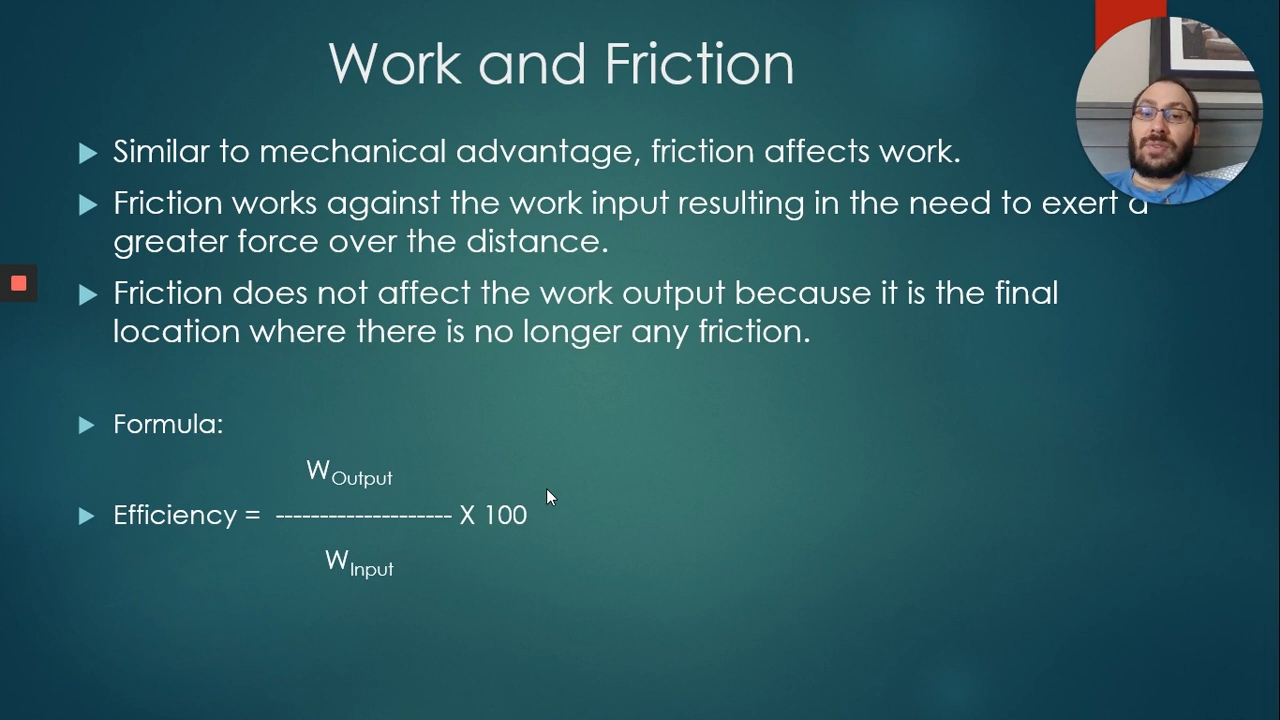 Work and Friction
Similar to mechanical advantage, friction affects work.
Friction works against the work input resulting in the need to exert a
greater force over the distance.
Friction does not affect the work output because it is the final
location where there is no longer any friction.
Formula:
WOutput
Efficiency = -------------------- X 100
WInput